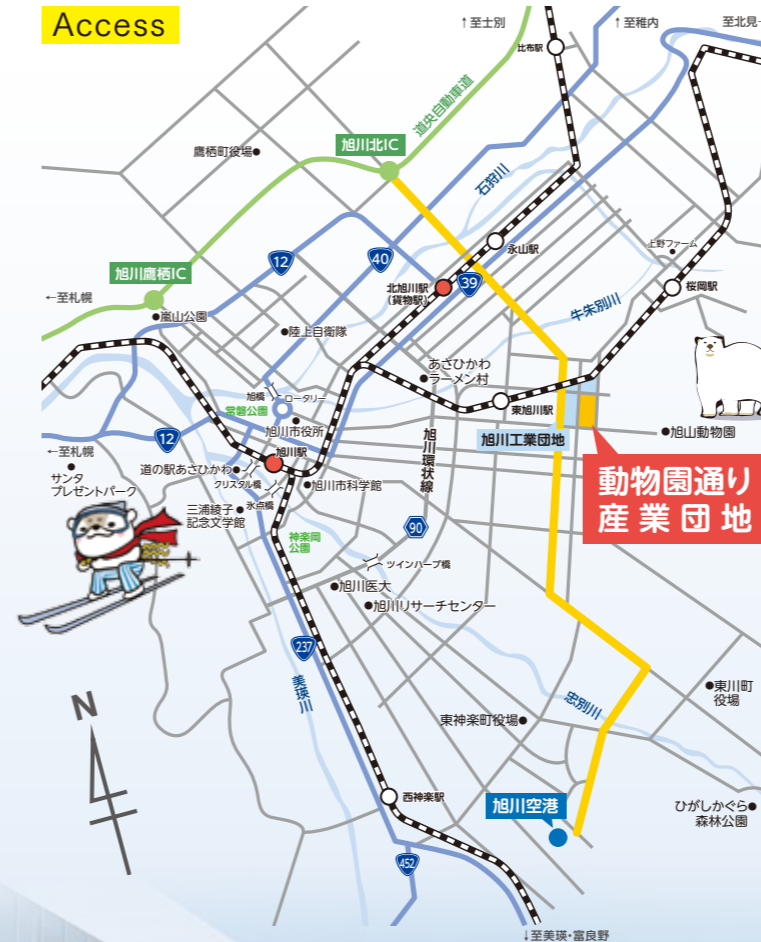 Access
↑至士別
↑至稚内
至北見
比布駅
道央自動車道
旭川北IC
鷹栖町役場
石狩川
永山駅
上野ファーム
12
40
旭川鷹栖IC
北旭川駅
(貨物駅)
39
桜岡駅
←至札幌
嵐山公園
牛朱別川
陸上自衛隊
あさひかわ
ラーメン村
旭橋
ロータリー
東旭川駅
常磐公園
旭川市役所
旭川工業団地
旭山動物園
12
←至札幌
旭川駅
旭川環状線
サンタ
プレゼントパーク
道の駅あさひかわ
クリスタル橋
旭川市科学館
動物園通り
産業団地
三浦綾子
記念文学館
氷点橋
90
神楽岡
公園
ツインハープ橋
旭川医大
旭川リサーチセンター
237
美瑛川
忠別川
東川町
役場
N
東神楽町役場
西神楽駅
旭川空港
ひがしかぐら
森林公園
452
↓至美瑛・富良野